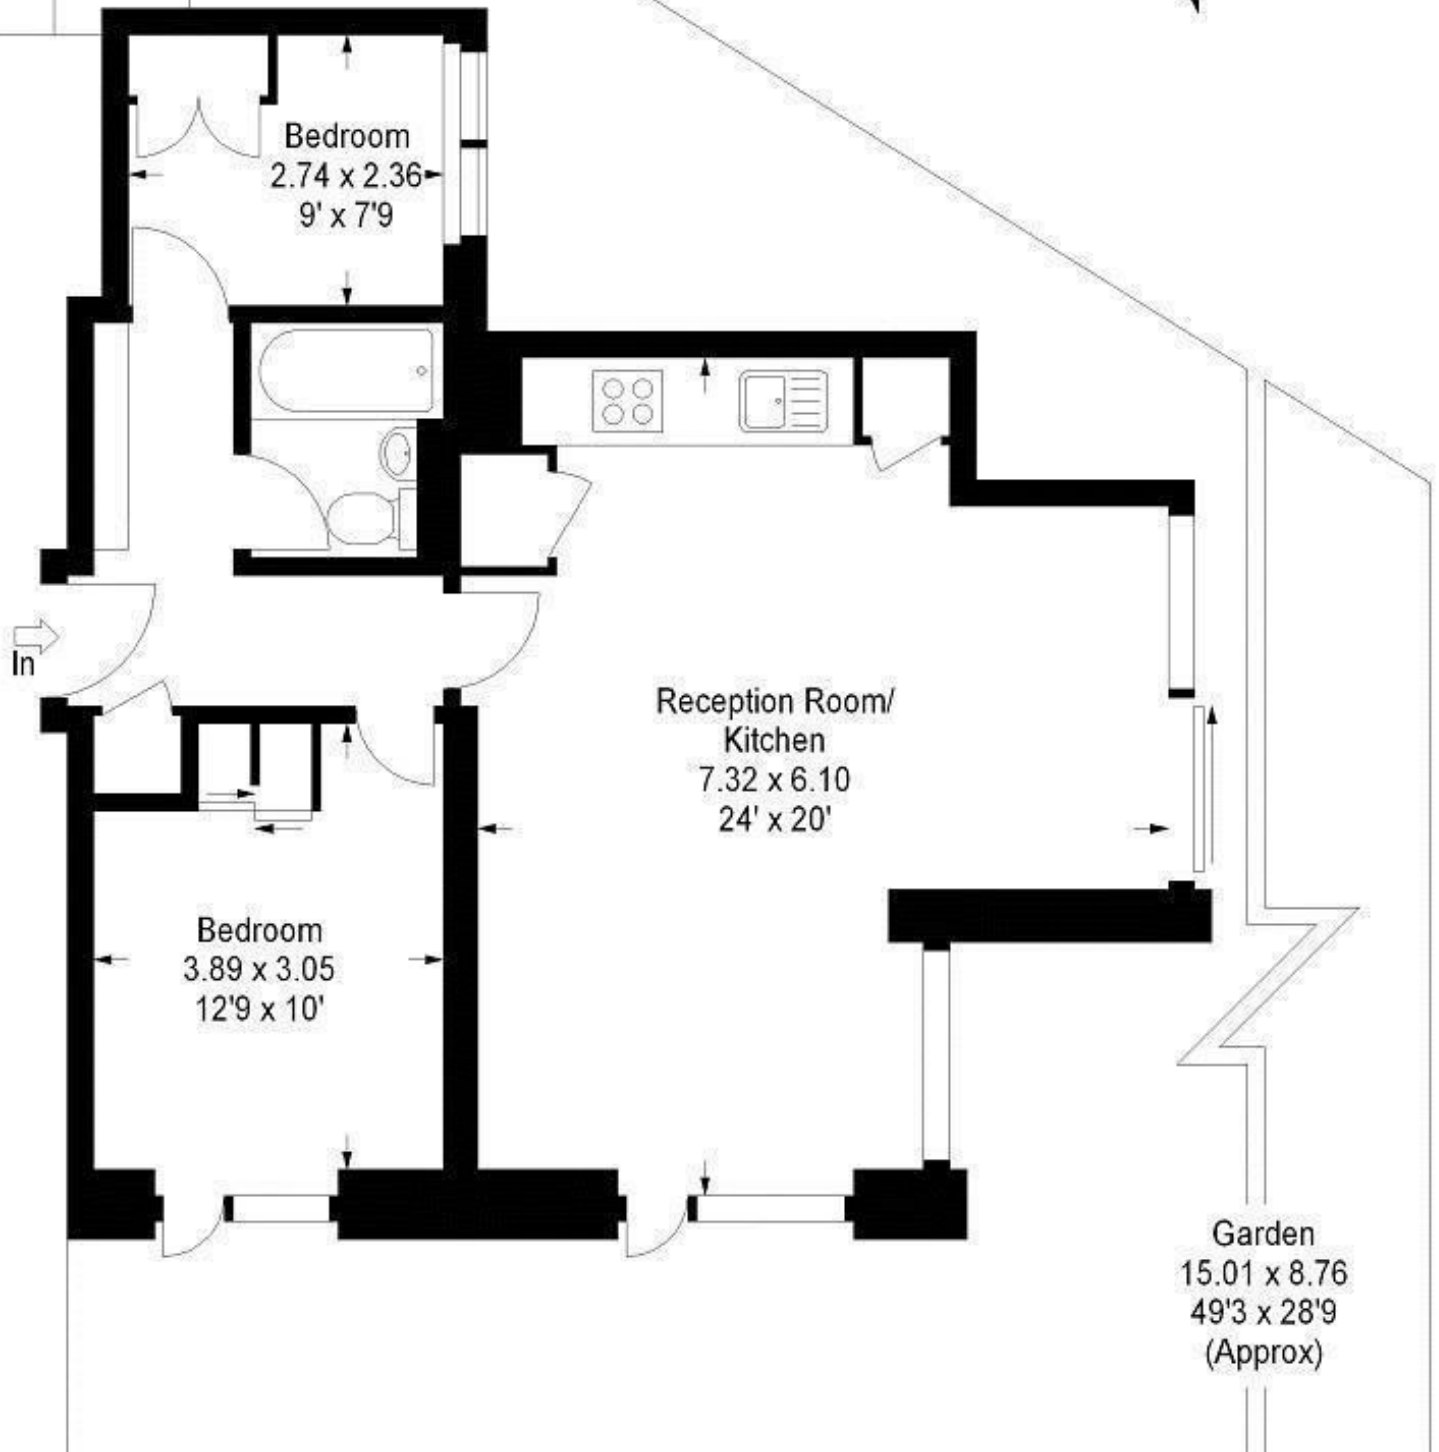 Bedroom
2.74 x 2.36
9' x 7'9
In
Reception Room/
Kitchen
7.32 x 6.10
24' x 20'
Bedroom
3.89 x 3.05
12'9 x 10'
Garden
15.01 x 8.76
49'3 x 28'9
(Approx)